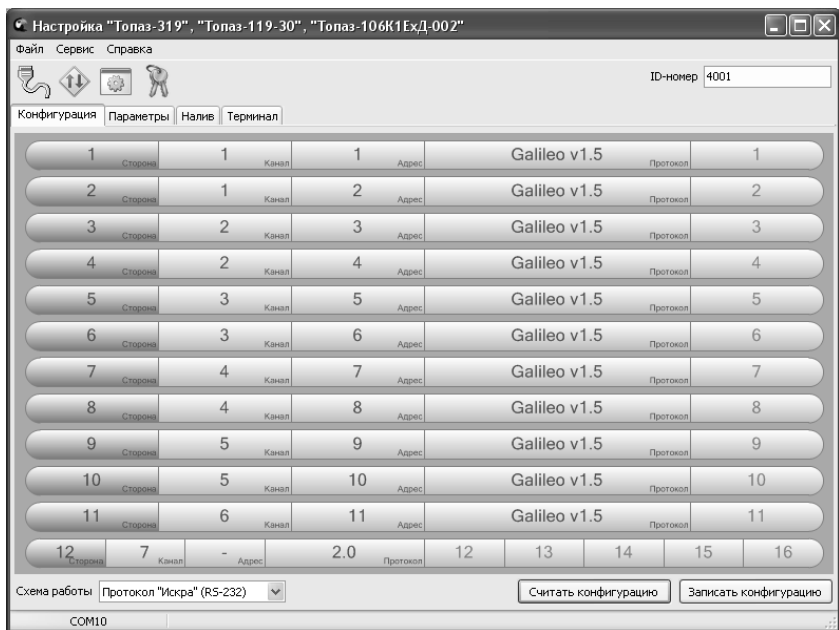 Настройка "Топаз-319", "Топаз-119-30", "Топаз-106К1ЕхД-002"
Файл Сервис Справка
ID-номер 4001
Конфигурация Параметры Налив Терминал
1 Сторона 1 Канал 1 Адрес Galileo v1.5 Протокол 1
2 Сторона 1 Канал 2 Адрес Galileo v1.5 Протокол 2
3 Сторона 2 Канал 3 Адрес Galileo v1.5 Протокол 3
4 Сторона 2 Канал 4 Адрес Galileo v1.5 Протокол 4
5 Сторона 3 Канал 5 Адрес Galileo v1.5 Протокол 5
6 Сторона 3 Канал 6 Адрес Galileo v1.5 Протокол 6
7 Сторона 4 Канал 7 Адрес Galileo v1.5 Протокол 7
8 Сторона 4 Канал 8 Адрес Galileo v1.5 Протокол 8
9 Сторона 5 Канал 9 Адрес Galileo v1.5 Протокол 9
10 Сторона 5 Канал 10 Адрес Galileo v1.5 Протокол 10
11 Сторона 6 Канал 11 Адрес Galileo v1.5 Протокол 11
12 Сторона 7 Канал - Адрес 2.0 Протокол 12 13 14 15 16
Схема работы Протокол "Искра" (RS-232) Считать конфигурацию Записать конфигурацию
COM10